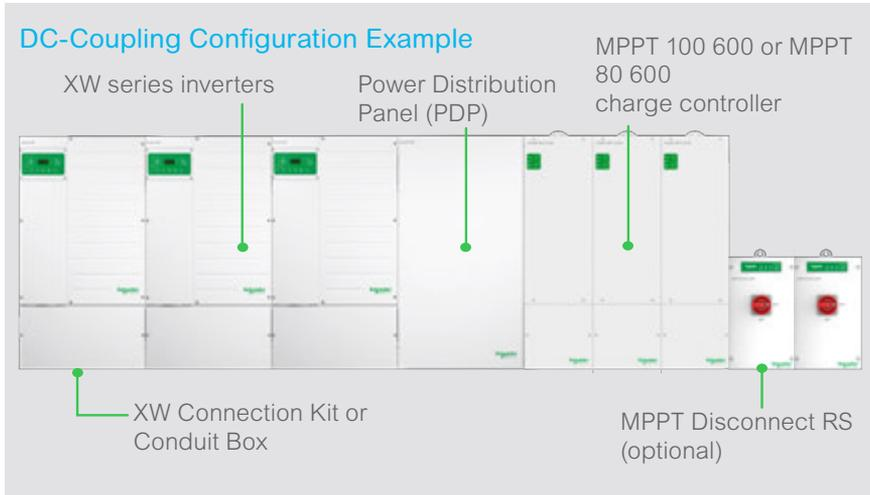 DC-Coupling Configuration Example
XW series inverters
Power Distribution
Panel (PDP)
MPPT 100 600 or MPPT
80 600
charge controller
XW Connection Kit or
Conduit Box
MPPT Disconnect RS
(optional)